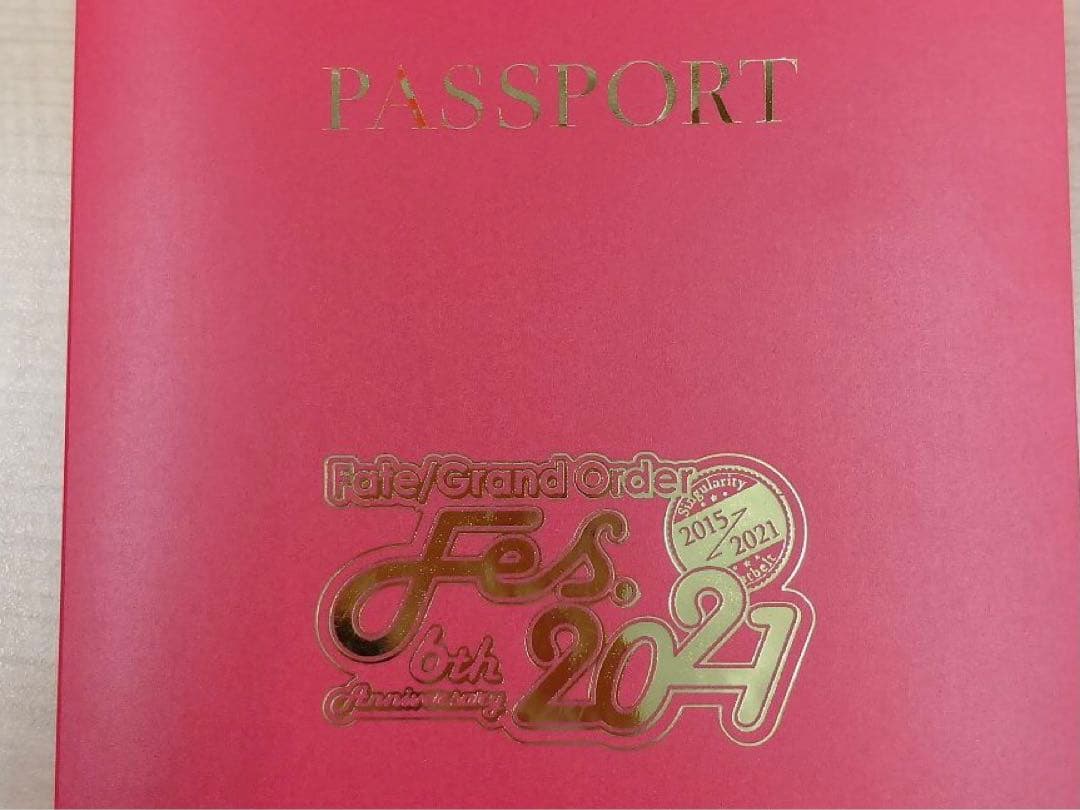 PASSPORT
Fate/Grand Order
Singularity
2015
2021
Fes.
6th
Anniversary
2021